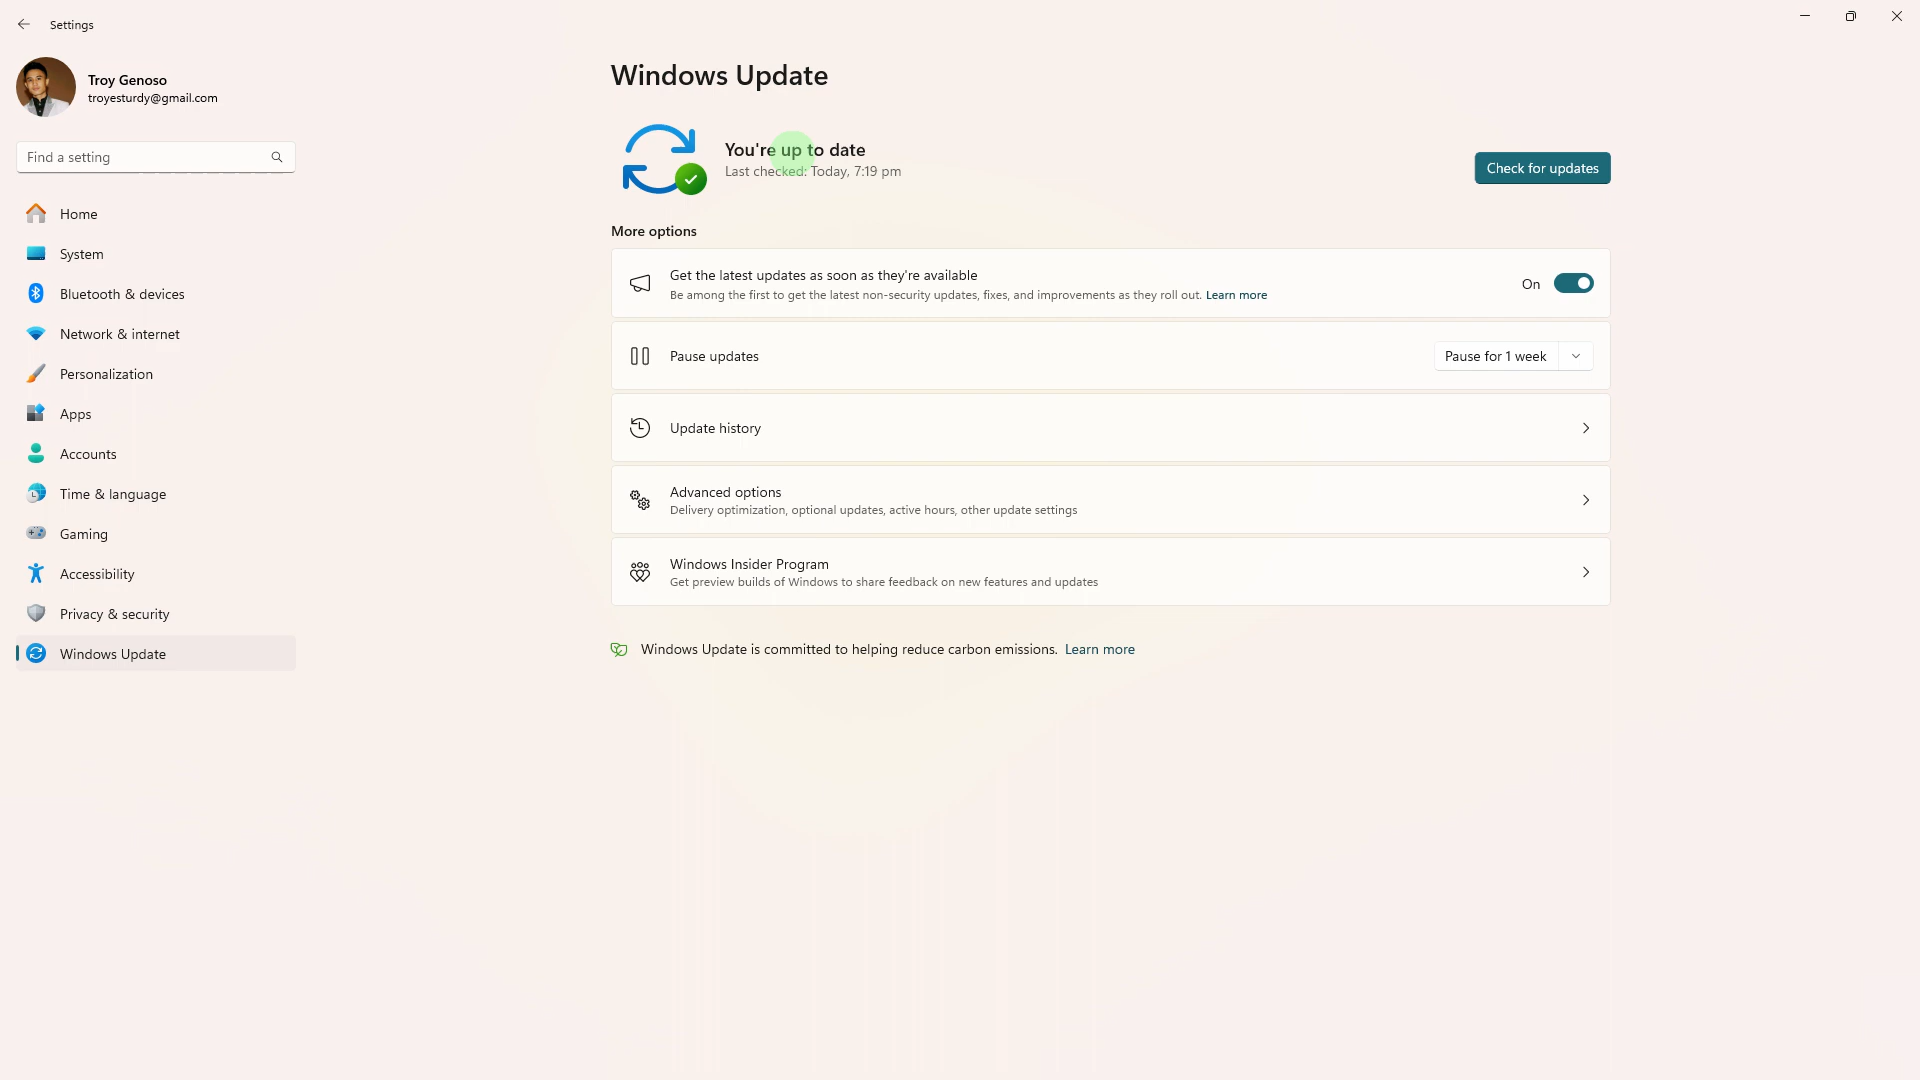 Settings
Troy Genoso
troyesturdy@gmail.com
Find a setting
Home
System
Bluetooth & devices
Network & internet
Personalization
Apps
Accounts
Time & language
Gaming
Accessibility
Privacy & security
Windows Update
Windows Update
You're up to date
Last checked: Today, 7:19 pm
Check for updates
More options
Get the latest updates as soon as they're available
Be among the first to get the latest non-security updates, fixes, and improvements as they roll out. Learn more
On
Pause updates
Pause for 1 week
Update history
Advanced options
Delivery optimization, optional updates, active hours, other update settings
Windows Insider Program
Get preview builds of Windows to share feedback on new features and updates
Windows Update is committed to helping reduce carbon emissions. Learn more